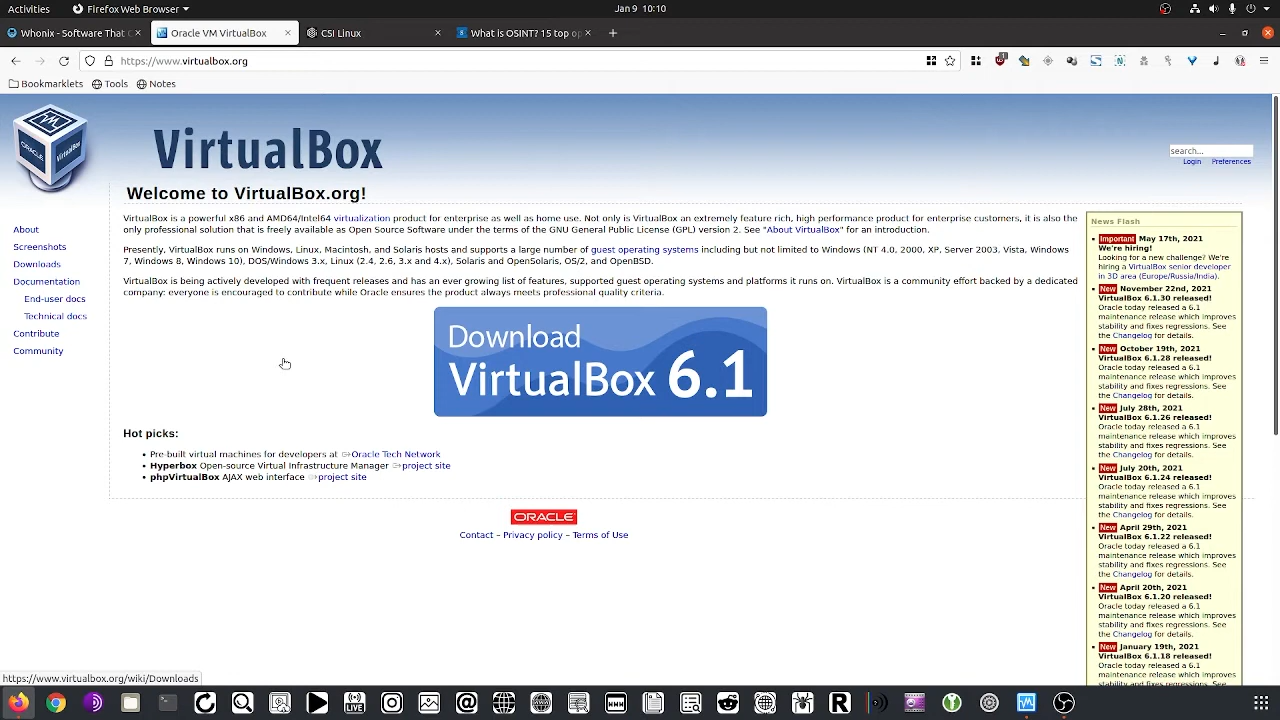 Activities
Firefox Web Browser
Jan 9 10:10
Whonix - Software That C
Oracle VM VirtualBox
CSI Linux
What is OSINT? 15 top op
https://www.virtualbox.org
Bookmarklets
Tools
Notes
ORACLE
VirtualBox
VirtualBox
search...
Login
Preferences
Welcome to VirtualBox.org!
About
Screenshots
Downloads
Documentation
End-user docs
Technical docs
Contribute
Community
VirtualBox is a powerful x86 and AMD64/Intel64 virtualization product for enterprise as well as home use. Not only is VirtualBox an extremely feature rich, high performance product for enterprise customers, it is also the
only professional solution that is freely available as Open Source Software under the terms of the GNU General Public License (GPL) version 2. See "About VirtualBox" for an introduction.
Presently, VirtualBox runs on Windows, Linux, Macintosh, and Solaris hosts and supports a large number of guest operating systems including but not limited to Windows (NT 4.0, 2000, XP, Server 2003, Vista, Windows
7, Windows 8, Windows 10), DOS/Windows 3.x, Linux (2.4, 2.6, 3.x and 4.x), Solaris and OpenSolaris, OS/2, and OpenBSD.
VirtualBox is being actively developed with frequent releases and has an ever growing list of features, supported guest operating systems and platforms it runs on. VirtualBox is a community effort backed by a dedicated
company: everyone is encouraged to contribute while Oracle ensures the product always meets professional quality criteria.
Download
VirtualBox 6.1
Hot picks:
• Pre-built virtual machines for developers at Oracle Tech Network
• Hyperbox Open-source Virtual Infrastructure Manager project site
• phpVirtualBox AJAX web interface project site
ORACLE
Contact – Privacy policy – Terms of Use
News Flash
Important May 17th, 2021
We're hiring!
Looking for a new challenge? We're
hiring a VirtualBox senior developer
in 3D area (Europe/Russia/India).
New November 22nd, 2021
VirtualBox 6.1.30 released!
Oracle today released a 6.1
maintenance release which improves
stability and fixes regressions. See
the Changelog for details.
New October 19th, 2021
VirtualBox 6.1.28 released!
Oracle today released a 6.1
maintenance release which improves
stability and fixes regressions. See
the Changelog for details.
New July 28th, 2021
VirtualBox 6.1.26 released!
Oracle today released a 6.1
maintenance release which improves
stability and fixes regressions. See
the Changelog for details.
New July 20th, 2021
VirtualBox 6.1.24 released!
Oracle today released a 6.1
maintenance release which improves
stability and fixes regressions. See
the Changelog for details.
New April 29th, 2021
VirtualBox 6.1.22 released!
Oracle today released a 6.1
maintenance release which improves
stability and fixes regressions. See
the Changelog for details.
New April 20th, 2021
VirtualBox 6.1.20 released!
Oracle today released a 6.1
maintenance release which improves
stability and fixes regressions. See
the Changelog for details.
New January 19th, 2021
VirtualBox 6.1.18 released!
Oracle today released a 6.1
maintenance release which improves
https://www.virtualbox.org/wiki/Downloads
LIVE
WWW
R